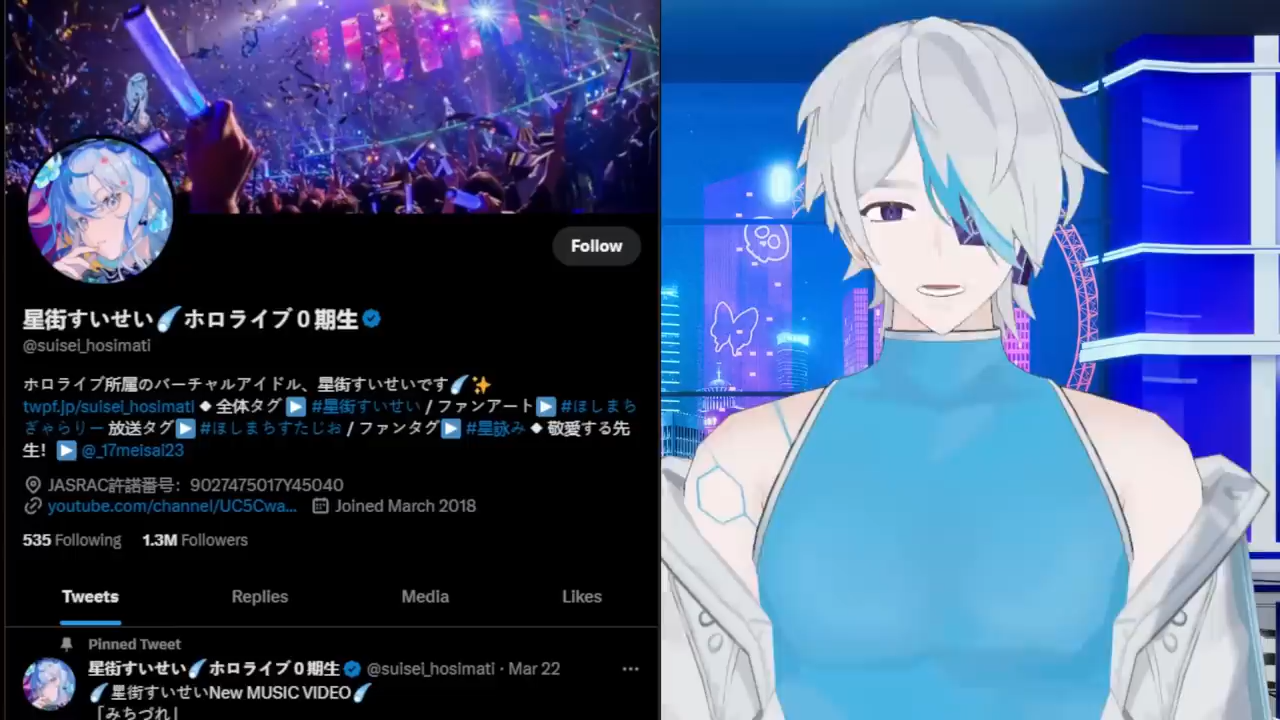 Follow
星街すいせい☄️ホロライブ０期生
@suisei_hosimati
ホロライブ所属のバーチャルアイドル、星街すいせいです☄️✨
twpf.jp/suisei_hosimati ◆ 全体タグ ▶️ #星街すいせい / ファンアート▶️ #ほしまち
ぎゃらりー 放送タグ▶️ #ほしまちすたじお / ファンタグ▶️ #星詠み ◆ 敬愛する先
生！ ▶️ @_17meisai23
JASRAC許諾番号：9027475017Y45040
youtube.com/channel/UC5Cwa... Joined March 2018
535 Following 1.3M Followers
Tweets Replies Media Likes
Pinned Tweet
星街すいせい☄️ホロライブ０期生 @suisei_hosimati · Mar 22 ...
☄️星街すいせいNew MUSIC VIDEO☄️
「みちづれ」